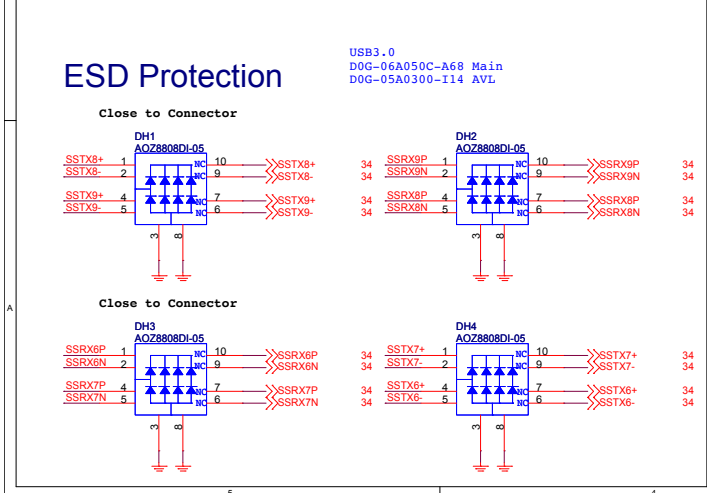 USB3.0
D0G-06A050C-A68 Main
D0G-05A0300-I14 AVL
ESD Protection
Close to Connector
DH1
AOZ8808DI-05
SSTX8+ 1 NC 10 SSTX8+ 34
SSTX8- 2 NC 9 SSTX8- 34
SSTX9+ 4 NC 7 SSTX9+ 34
SSTX9- 5 NC 6 SSTX9- 34
3 8
DH2
AOZ8808DI-05
SSRX9P 1 NC 10 SSRX9P 34
SSRX9N 2 NC 9 SSRX9N 34
SSRX8P 4 NC 7 SSRX8P 34
SSRX8N 5 NC 6 SSRX8N 34
3 8
A
Close to Connector
DH3
AOZ8808DI-05
SSRX6P 1 NC 10 SSRX6P 34
SSRX6N 2 NC 9 SSRX6N 34
SSRX7P 4 NC 7 SSRX7P 34
SSRX7N 5 NC 6 SSRX7N 34
3 8
DH4
AOZ8808DI-05
SSTX7+ 1 NC 10 SSTX7+ 34
SSTX7- 2 NC 9 SSTX7- 34
SSTX6+ 4 NC 7 SSTX6+ 34
SSTX6- 5 NC 6 SSTX6- 34
3 8
5 4